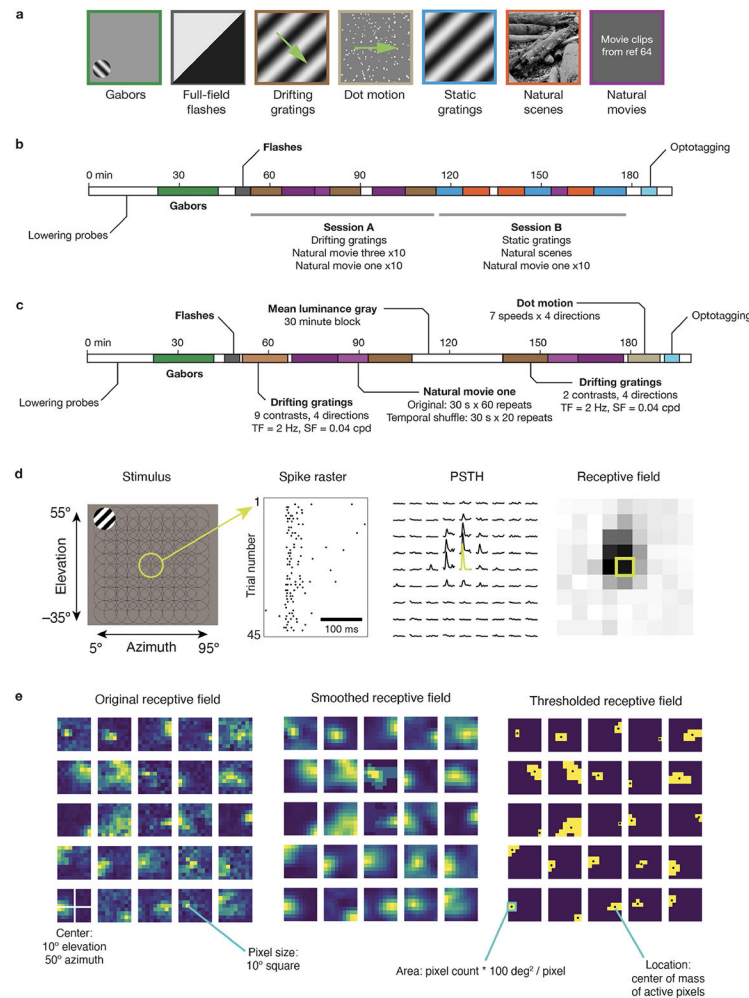 a
Movie clips
from ref 64
Gabors
Full-field
flashes
Drifting
gratings
Dot motion
Static
gratings
Natural
scenes
Natural
movies
b
Flashes
Optotagging
0 min
30
60
90
120
150
180
Lowering probes
Gabors
Session A
Drifting gratings
Natural movie three x10
Natural movie one x10
Session B
Static gratings
Natural scenes
Natural movie one x10
c
Flashes
Mean luminance gray
30 minute block
Dot motion
7 speeds x 4 directions
Optotagging
0 min
30
60
90
120
150
180
Lowering probes
Gabors
Drifting gratings
9 contrasts, 4 directions
TF = 2 Hz, SF = 0.04 cpd
Natural movie one
Original: 30 s x 60 repeats
Temporal shuffle: 30 s x 20 repeats
Drifting gratings
2 contrasts, 4 directions
TF = 2 Hz, SF = 0.04 cpd
d
Stimulus
Spike raster
PSTH
Receptive field
55°
Elevation
–35°
5°
Azimuth
95°
1
Trial number
45
100 ms
e
Original receptive field
Smoothed receptive field
Thresholded receptive field
Center:
10° elevation
50° azimuth
Pixel size:
10° square
Area: pixel count * 100 deg² / pixel
Location:
center of mass
of active pixels